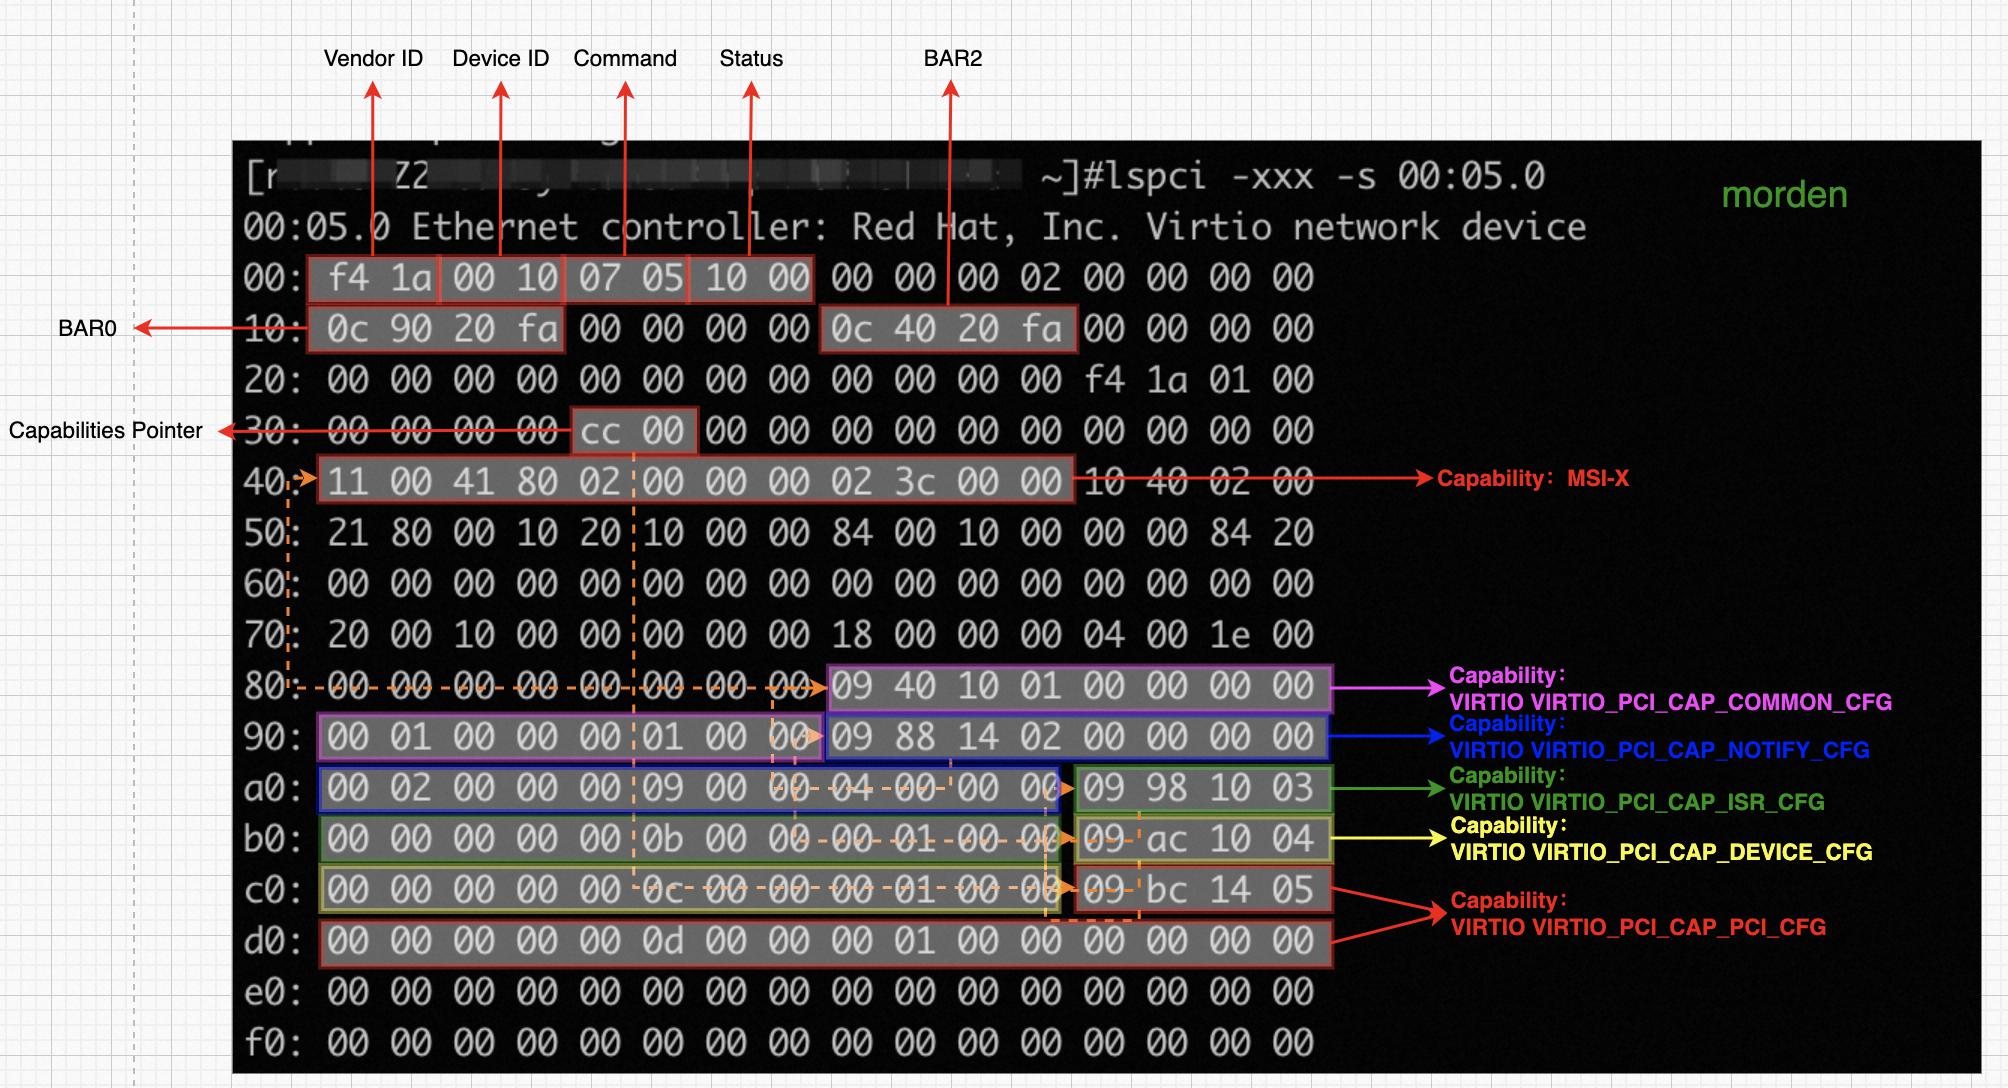 Vendor ID Device ID Command Status BAR2
~]#lspci -xxx -s 00:05.0
morden
00:05.0 Ethernet controller: Red Hat, Inc. Virtio network device
00: f4 1a 00 10 07 05 10 00 00 00 00 02 00 00 00 00
BAR0
10: 0c 90 20 fa 00 00 00 00 0c 40 20 fa 00 00 00 00
20: 00 00 00 00 00 00 00 00 00 00 00 00 f4 1a 01 00
Capabilities Pointer
30: 00 00 00 00 cc 00 00 00 00 00 00 00 00 00 00 00
40: 11 00 41 80 02 00 00 00 02 3c 00 00 10 40 02 00
Capability: MSI-X
50: 21 80 00 10 20 10 00 00 84 00 10 00 00 00 84 20
60: 00 00 00 00 00 00 00 00 00 00 00 00 00 00 00 00
70: 20 00 10 00 00 00 00 00 18 00 00 00 04 00 1e 00
80: 00 00 00 00 00 00 00 00 09 40 10 01 00 00 00 00
Capability:
VIRTIO VIRTIO_PCI_CAP_COMMON_CFG
90: 00 01 00 00 00 01 00 00 09 88 14 02 00 00 00 00
Capability:
VIRTIO VIRTIO_PCI_CAP_NOTIFY_CFG
a0: 00 02 00 00 00 09 00 00 04 00 00 00 09 98 10 03
Capability:
VIRTIO VIRTIO_PCI_CAP_ISR_CFG
b0: 00 00 00 00 00 0b 00 00 00 01 00 00 09 ac 10 04
Capability:
VIRTIO VIRTIO_PCI_CAP_DEVICE_CFG
c0: 00 00 00 00 00 0c 00 00 00 01 00 00 09 bc 14 05
Capability:
VIRTIO VIRTIO_PCI_CAP_PCI_CFG
d0: 00 00 00 00 00 0d 00 00 00 01 00 00 00 00 00 00
e0: 00 00 00 00 00 00 00 00 00 00 00 00 00 00 00 00
f0: 00 00 00 00 00 00 00 00 00 00 00 00 00 00 00 00